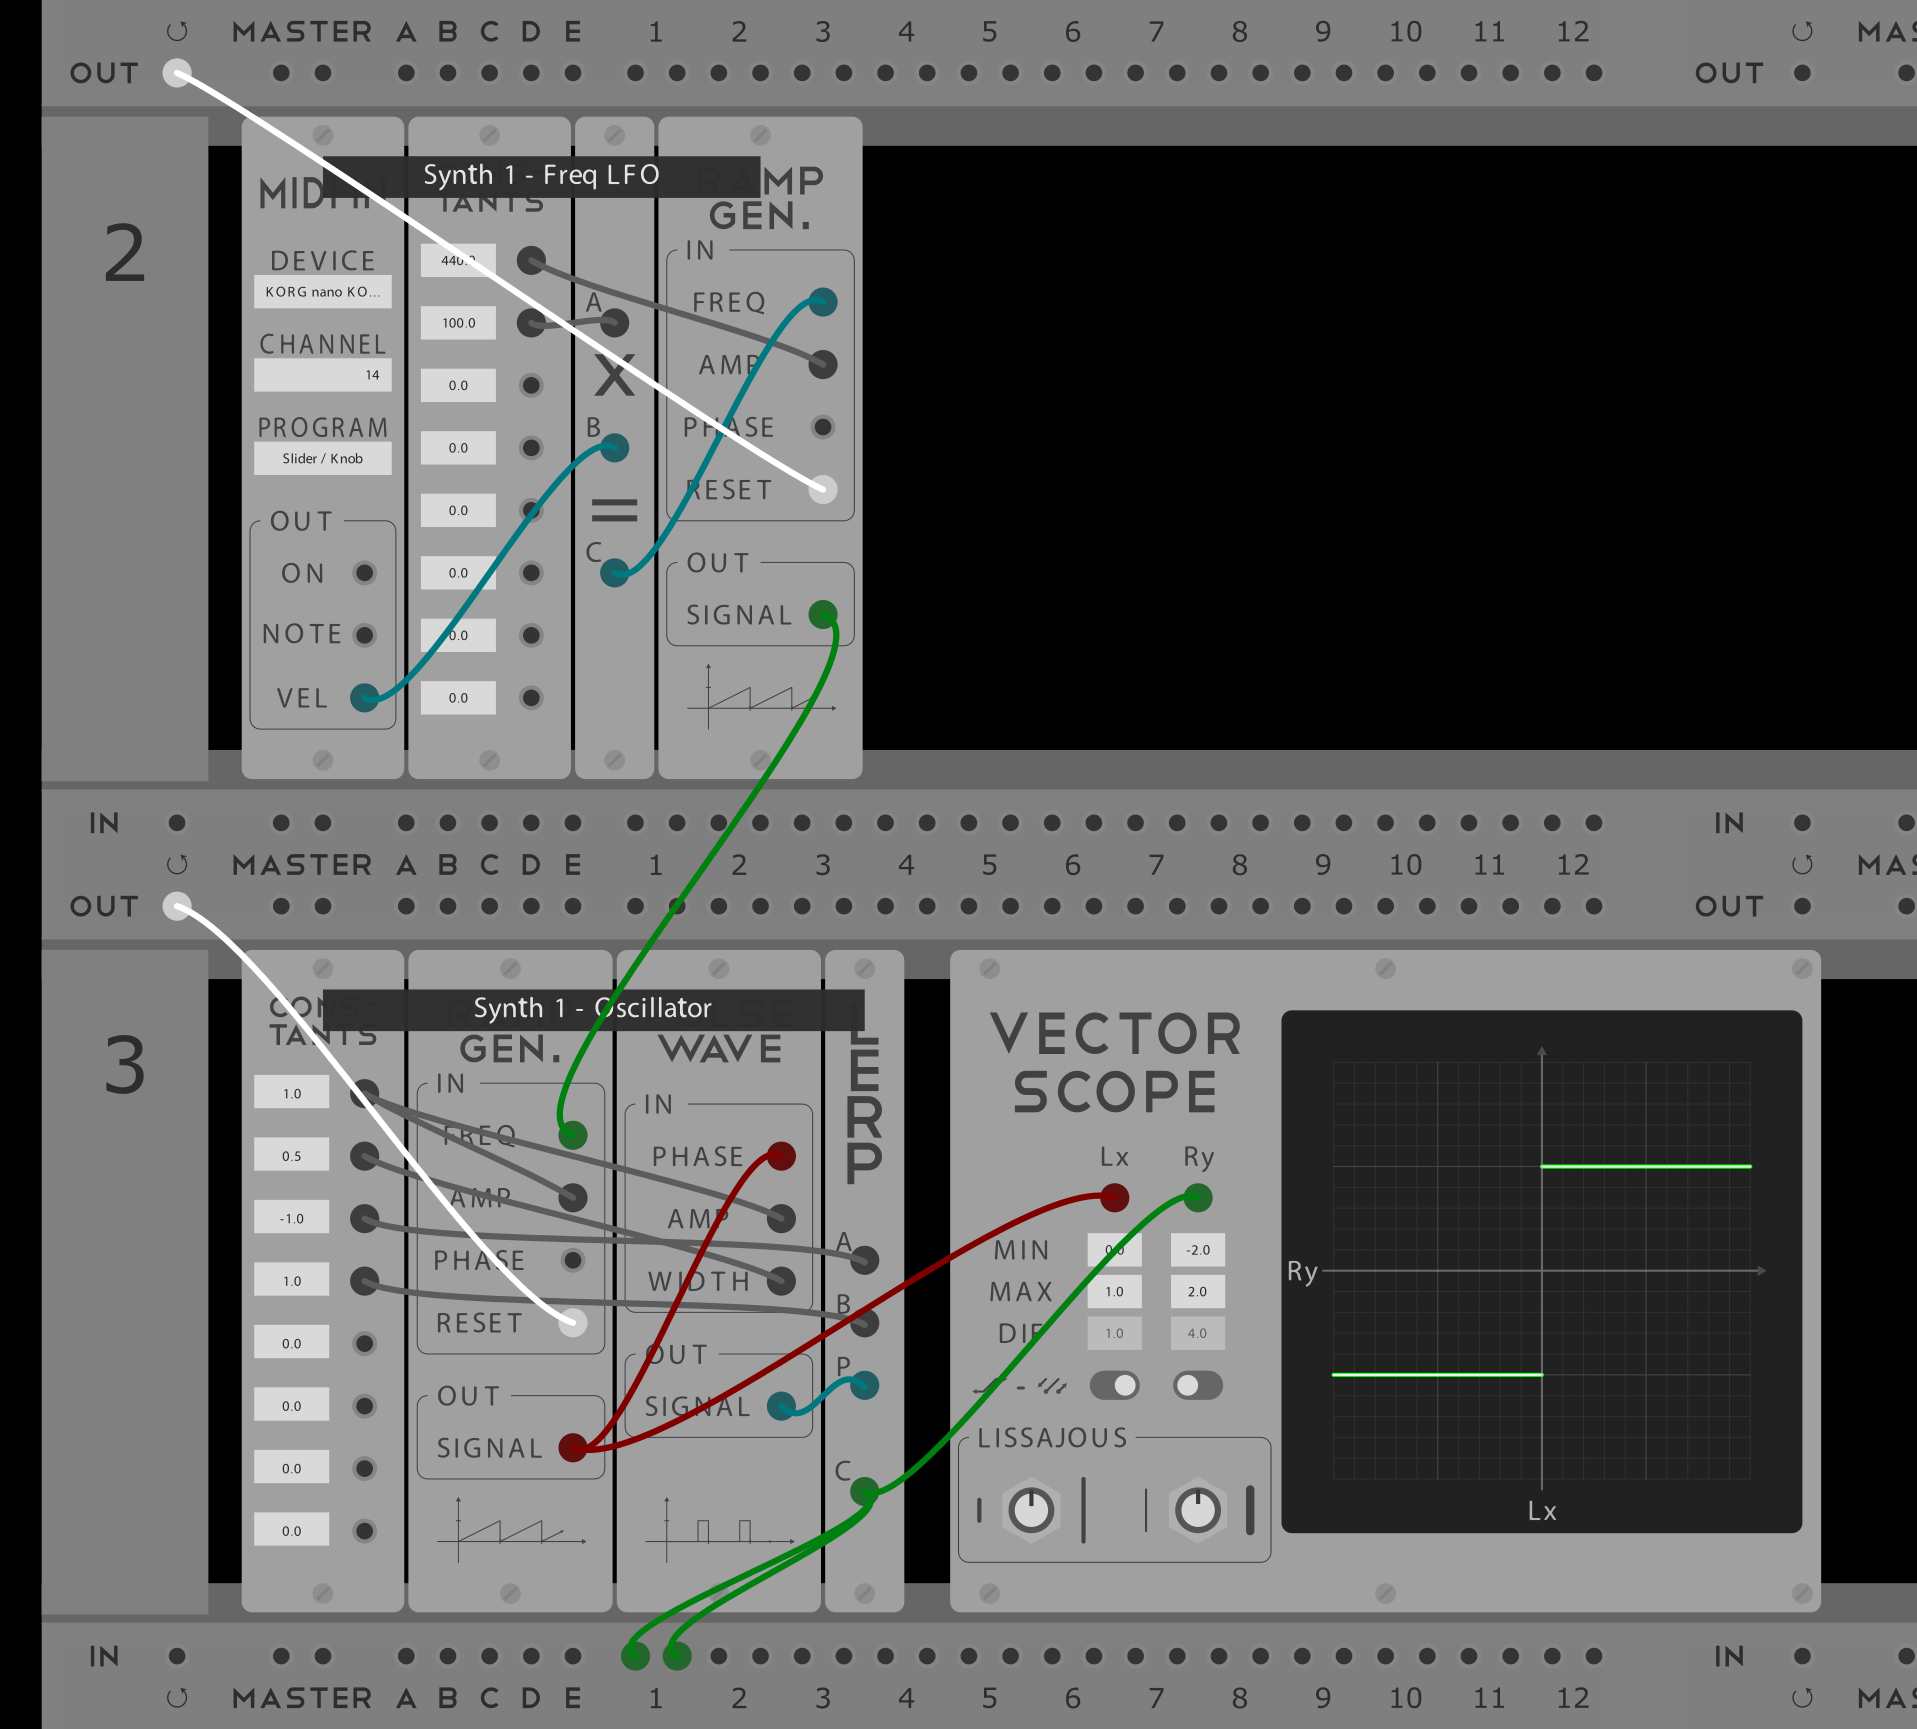 MASTER A B C D E 1 2 3 4 5 6 7 8 9 10 11 12 MAS
OUT OUT
Synth 1 - Freq LFO
2
DEVICE
KORG nano KO...
CHANNEL
14
PROGRAM
Slider / Knob
OUT
ON
NOTE
VEL
TANTS
440.0
100.0
0.0
0.0
0.0
0.0
0.0
0.0
A
X
B
=
C
RAMP
GEN.
IN
FREQ
AMP
PHASE
RESET
OUT
SIGNAL
IN IN
MASTER A B C D E 1 2 3 4 5 6 7 8 9 10 11 12 MAS
OUT OUT
Synth 1 - Oscillator
3
CONS-
TANTS
1.0
0.5
-1.0
1.0
0.0
0.0
0.0
0.0
GEN.
IN
FREQ
AMP
PHASE
RESET
OUT
SIGNAL
WAVE
IN
PHASE
AMP
WIDTH
OUT
SIGNAL
LERP
A
B
P
C
VECTOR
SCOPE
Lx Ry
MIN 0.0 -2.0
MAX 1.0 2.0
DIF 1.0 4.0
LISSAJOUS
Ry
Lx
IN IN
MASTER A B C D E 1 2 3 4 5 6 7 8 9 10 11 12 MAS